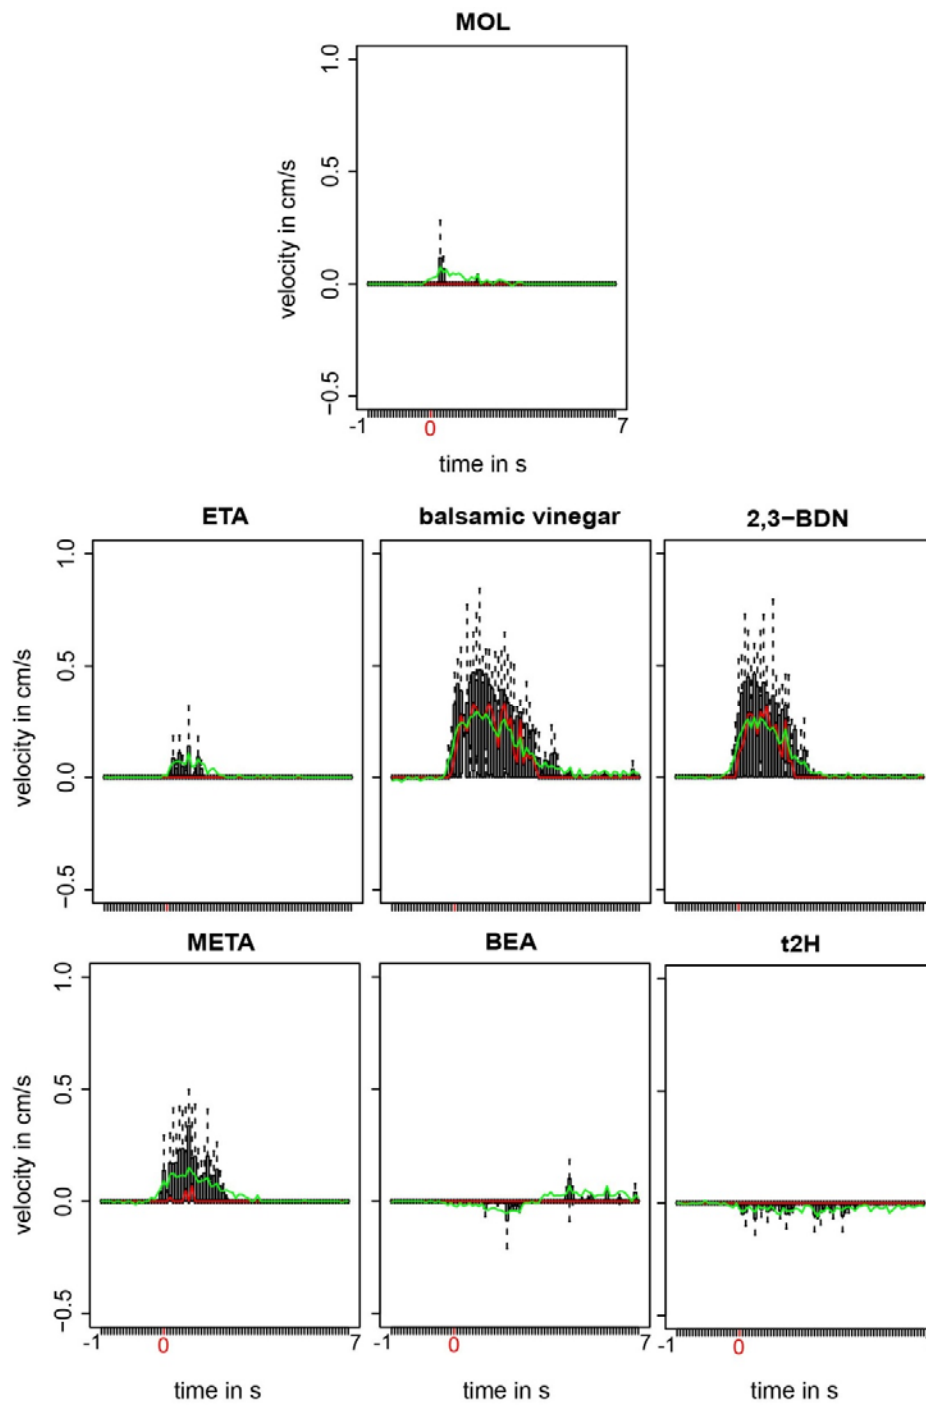 MOL
velocity in cm/s
1.0
0.5
0.0
−0.5
-1
0
7
time in s
ETA
balsamic vinegar
2,3−BDN
velocity in cm/s
1.0
0.5
0.0
−0.5
META
BEA
t2H
velocity in cm/s
1.0
0.5
0.0
−0.5
-1 0 7 0 7 -1 0
time in s
time in s
time in s